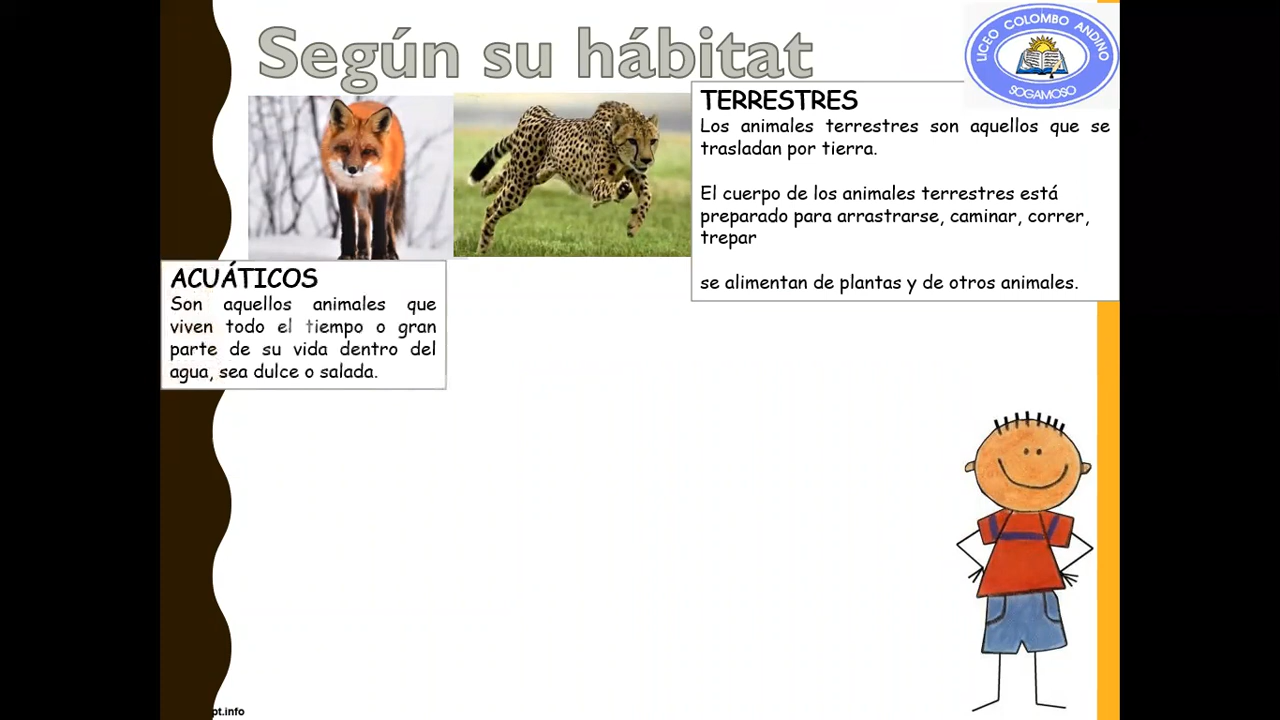 Según su hábitat
LICEO COLOMBO ANDINO
SOGAMOSO
TERRESTRES
Los animales terrestres son aquellos que se
trasladan por tierra.
El cuerpo de los animales terrestres está
preparado para arrastrarse, caminar, correr,
trepar
se alimentan de plantas y de otros animales.
ACUÁTICOS
Son aquellos animales que
viven todo el tiempo o gran
parte de su vida dentro del
agua, sea dulce o salada.
pt.info